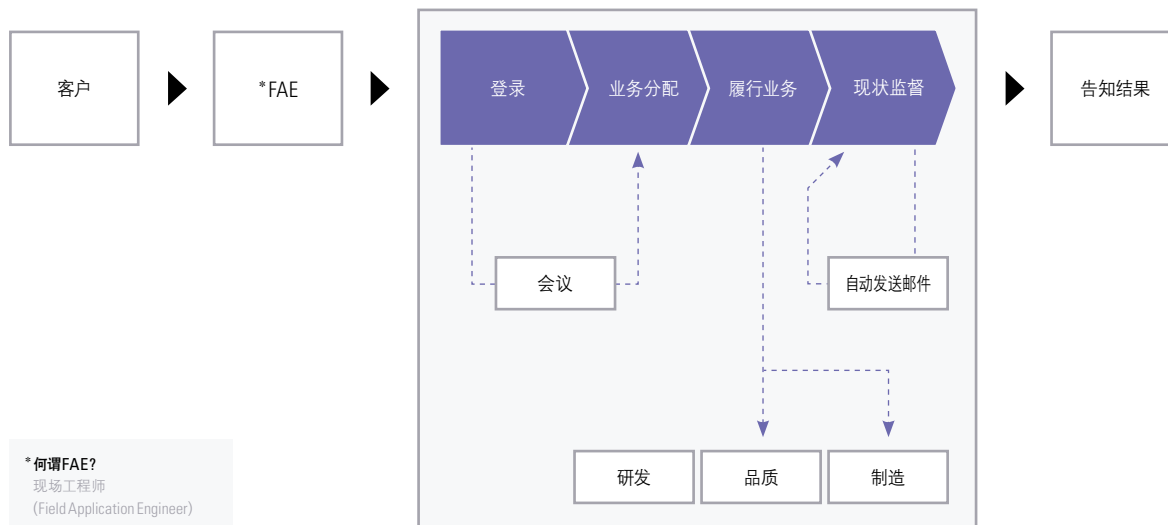 客户
*FAE
登录
业务分配
履行业务
现状监督
告知结果
会议
自动发送邮件
研发
品质
制造
*何谓FAE?
现场工程师
(Field Application Engineer)